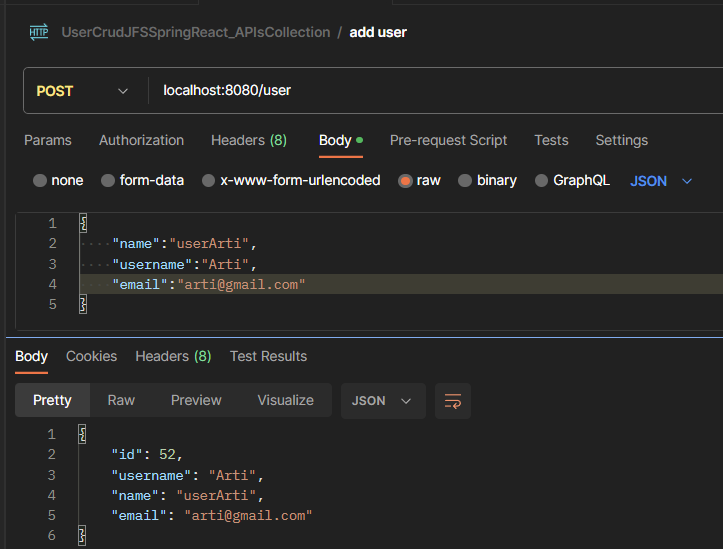 HTTP UserCrudJFSSpringReact_APIsCollection / add user
POST localhost:8080/user
Params Authorization Headers (8) Body Pre-request Script Tests Settings
none form-data x-www-form-urlencoded raw binary GraphQL JSON
1 {
2 "name":"userArti",
3 "username":"Arti",
4 "email":"arti@gmail.com"
5 }
Body Cookies Headers (8) Test Results
Pretty Raw Preview Visualize JSON
1 {
2 "id": 52,
3 "username": "Arti",
4 "name": "userArti",
5 "email": "arti@gmail.com"
6 }